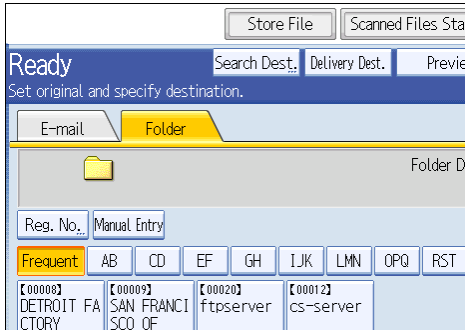 Store File Scanned Files Sta
Ready Search Dest. Delivery Dest. Previe
Set original and specify destination.
E-mail Folder
Folder D
Reg. No. Manual Entry
Frequent AB CD EF GH IJK LMN OPQ RST
【00008】 【00009】 【00020】 【00012】
DETROIT FA SAN FRANCI ftpserver cs-server
CTORY SCO OF